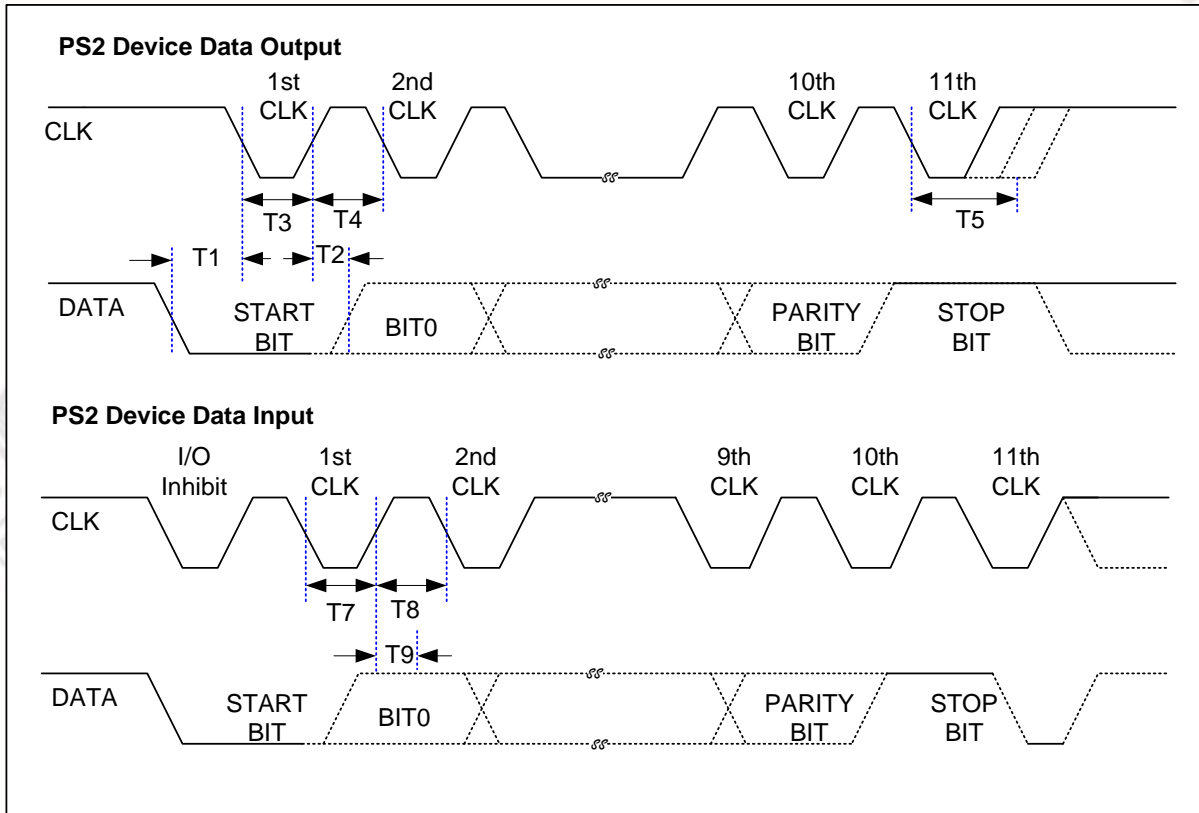 PS2 Device Data Output
1st CLK
2nd CLK
10th CLK
11th CLK
CLK
T3
T4
T5
T1
T2
DATA
START BIT
BIT0
PARITY BIT
STOP BIT
PS2 Device Data Input
I/O Inhibit
1st CLK
2nd CLK
9th CLK
10th CLK
11th CLK
CLK
T7
T8
T9
DATA
START BIT
BIT0
PARITY BIT
STOP BIT